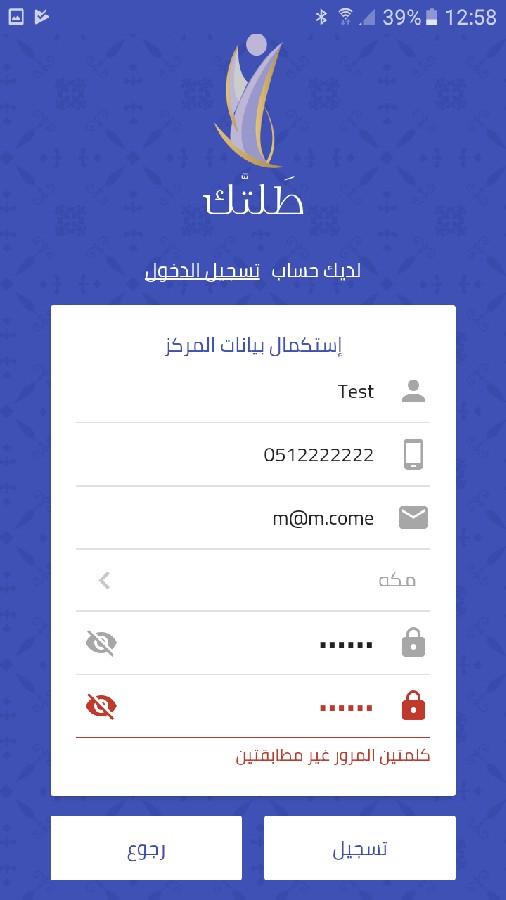 39% 12:58
طَلتَّك
لديك حساب تسجيل الدخول
إستكمال بيانات المركز
Test
0512222222
m@m.come
مكه
••••••
••••••
كلمتين المرور غير مطابقتين
تسجيل رجوع